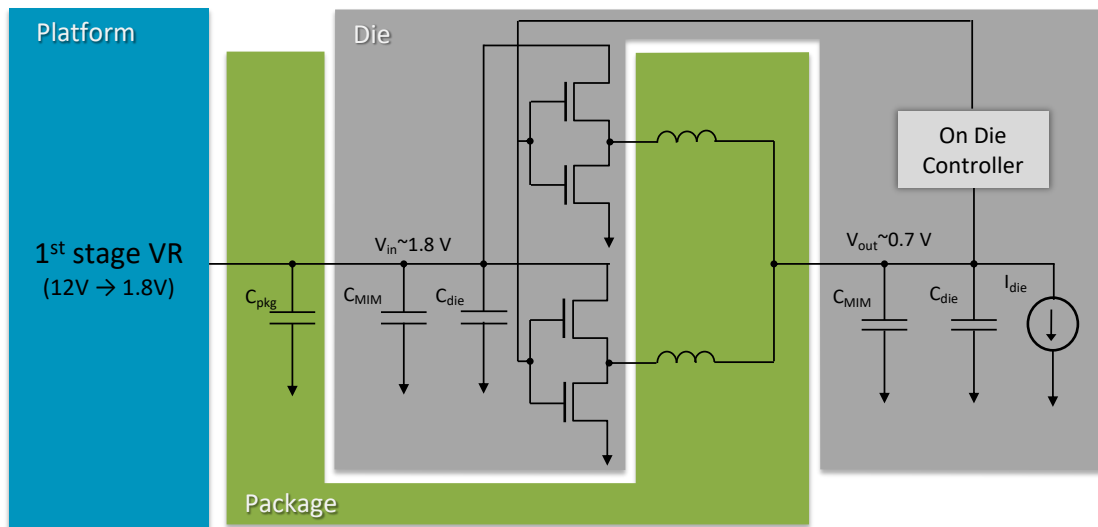 Platform
Die
On Die
Controller
1st stage VR
(12V → 1.8V)
Vin~1.8 V
Vout~0.7 V
Cpkg
CMIM
Cdie
CMIM
Cdie
Idie
Package